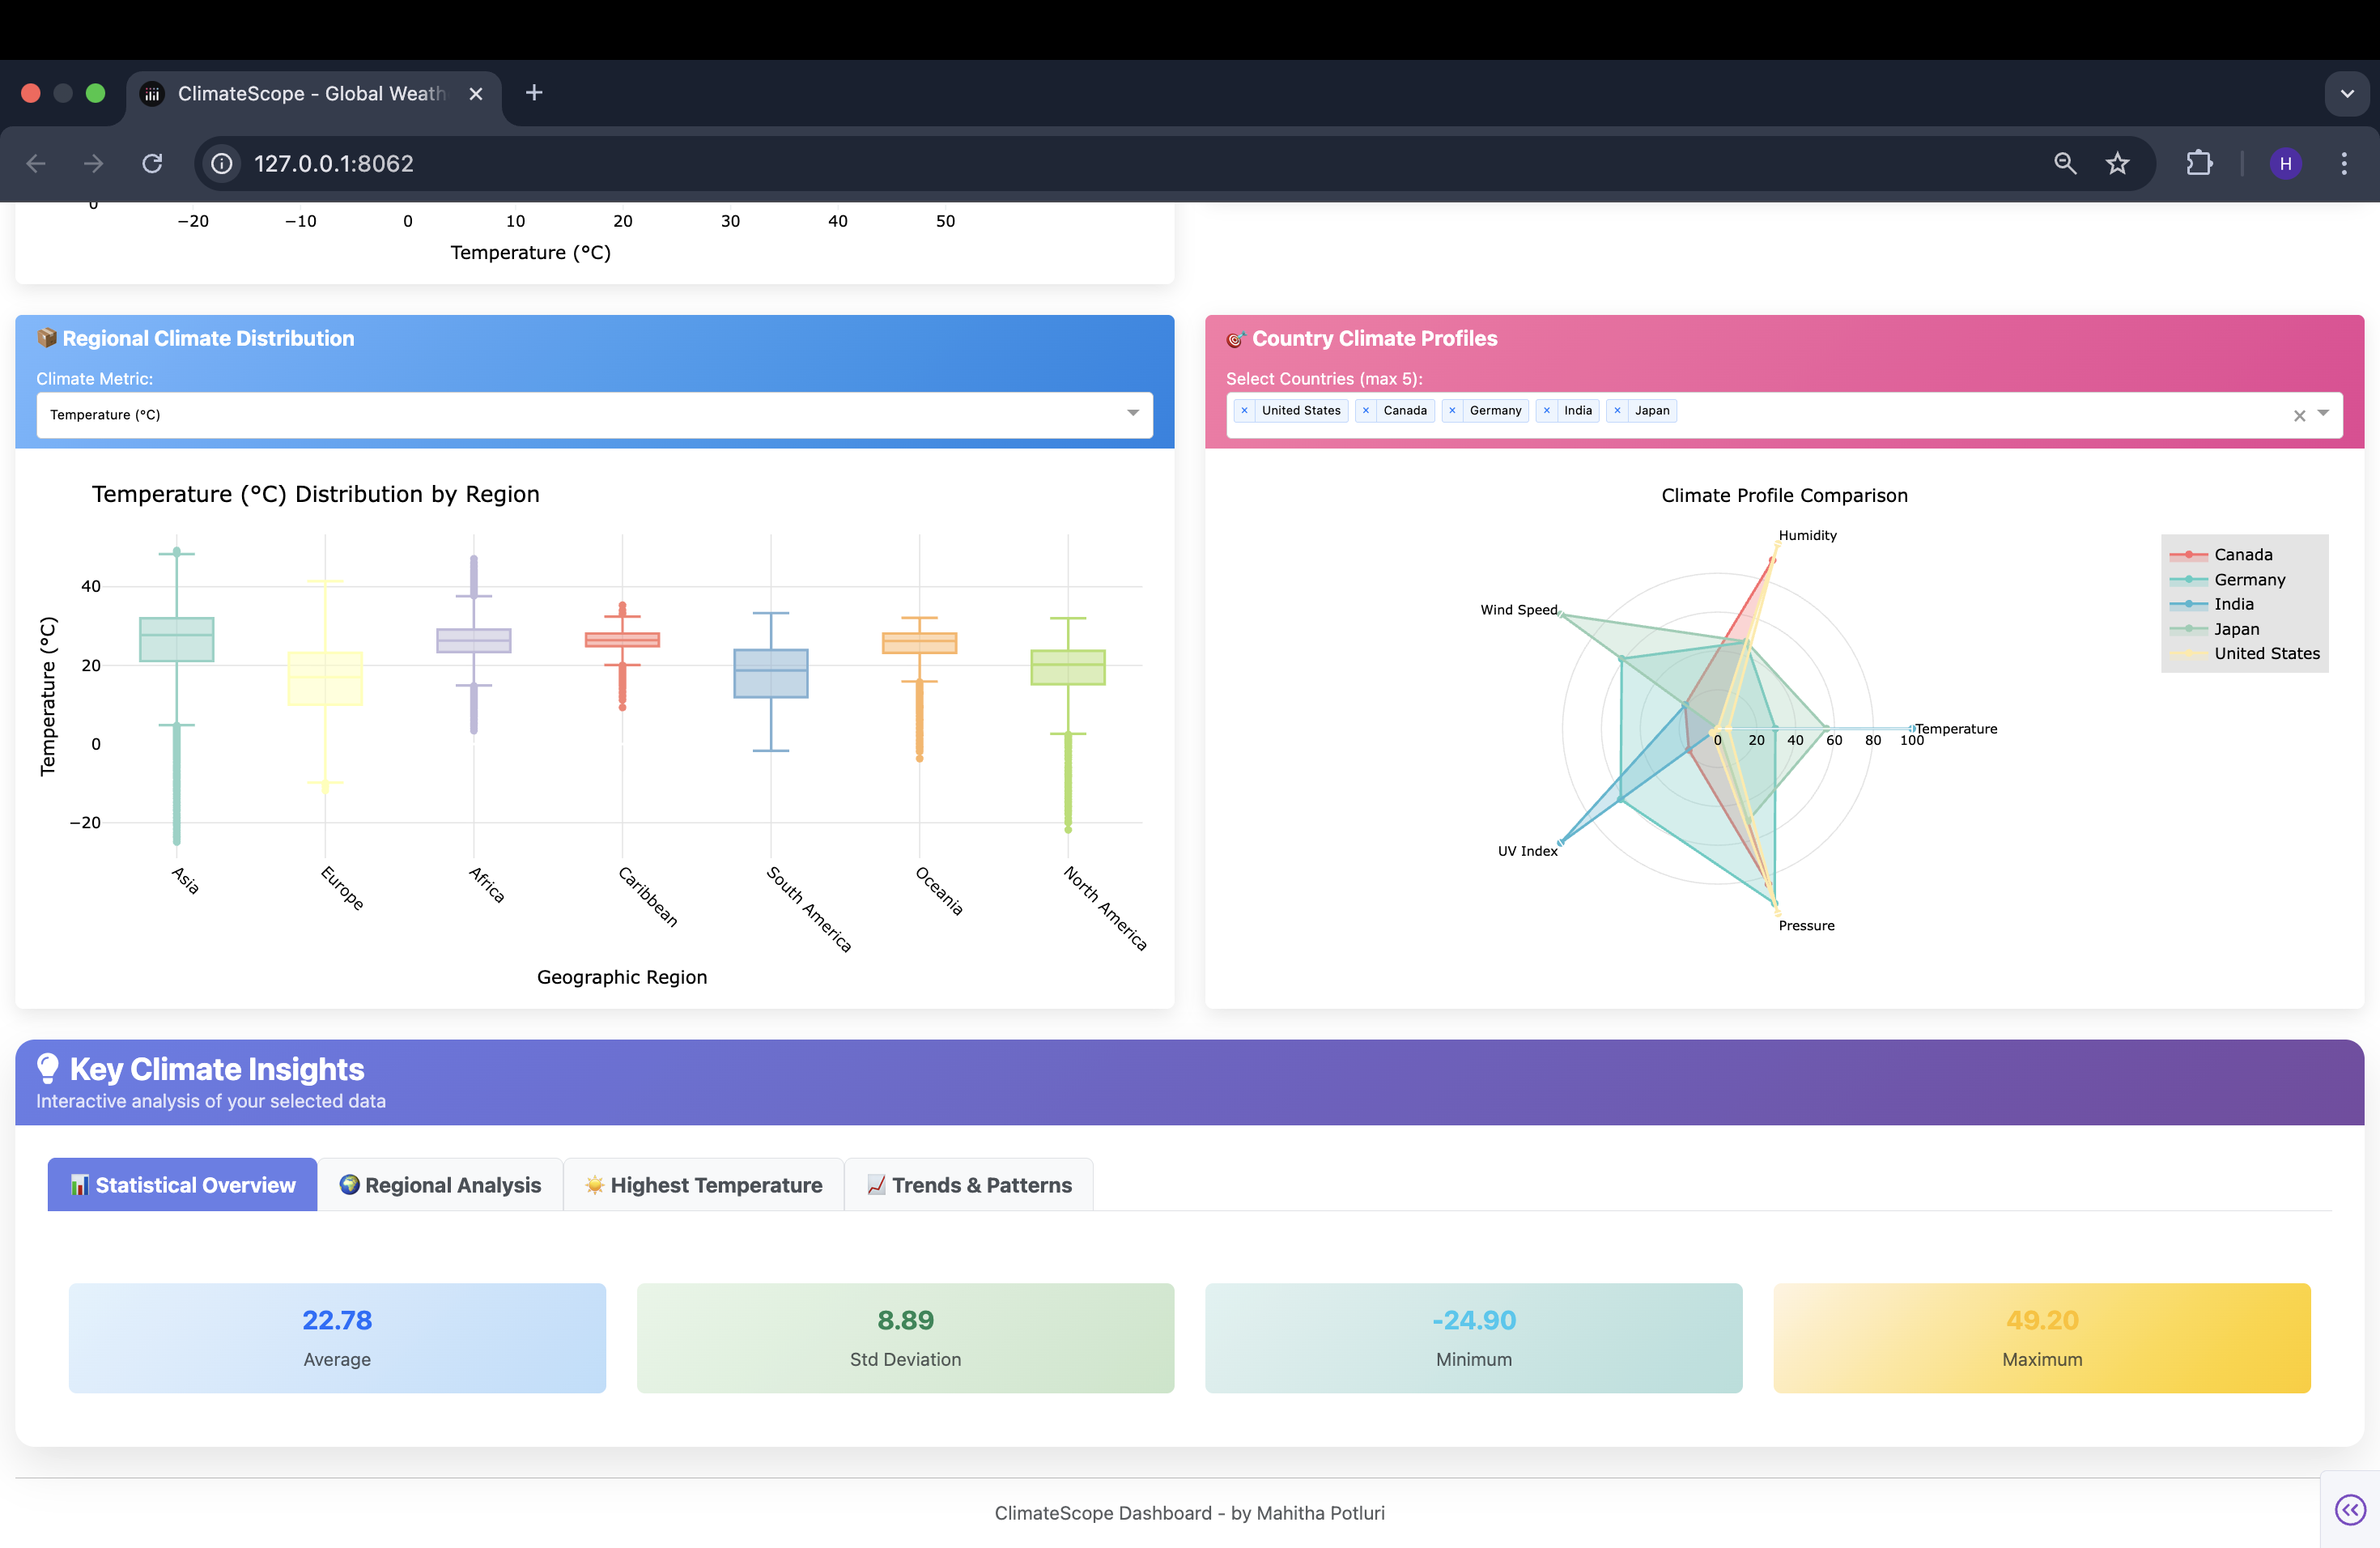 ClimateScope - Global Weath
127.0.0.1:8062
H
0
−20 −10 0 10 20 30 40 50
Temperature (°C)
Regional Climate Distribution
Climate Metric:
Temperature (°C)
Temperature (°C) Distribution by Region
Temperature (°C)
40
20
0
−20
Asia
Europe
Africa
Caribbean
South America
Oceania
North America
Geographic Region
Country Climate Profiles
Select Countries (max 5):
× United States × Canada × Germany × India × Japan
Climate Profile Comparison
Humidity
Wind Speed
Temperature
0 20 40 60 80 100
UV Index
Pressure
Canada
Germany
India
Japan
United States
Key Climate Insights
Interactive analysis of your selected data
Statistical Overview
Regional Analysis
Highest Temperature
Trends & Patterns
22.78
Average
8.89
Std Deviation
-24.90
Minimum
49.20
Maximum
ClimateScope Dashboard - by Mahitha Potluri